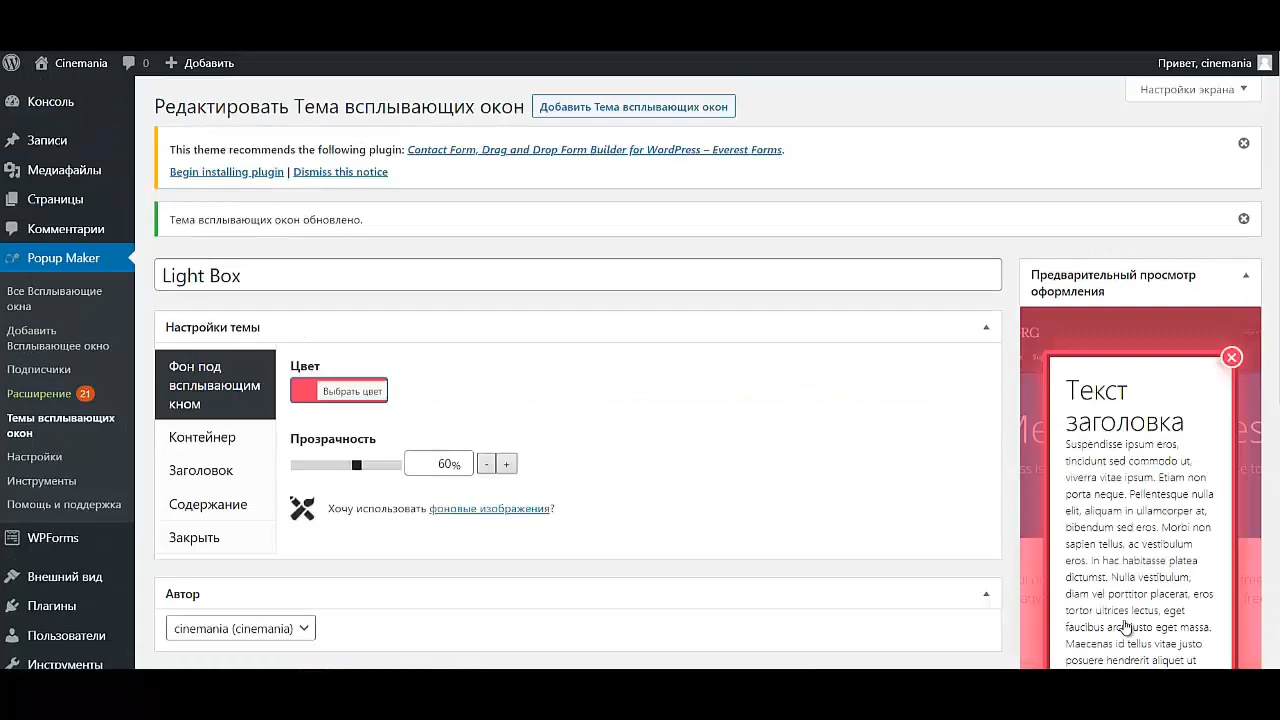 Cinemania
0
Добавить
Привет, cinemania
Консоль
Записи
Медиафайлы
Страницы
Комментарии
Popup Maker
Все Всплывающие
окна
Добавить
Всплывающее окно
Подписчики
Расширение 21
Темы всплывающих
окон
Настройки
Инструменты
Помощь и поддержка
WPForms
Внешний вид
Плагины
Пользователи
Инструменты
Настройки экрана
Редактировать Тема всплывающих окон
Добавить Тема всплывающих окон
This theme recommends the following plugin: Contact Form, Drag and Drop Form Builder for WordPress – Everest Forms.
Begin installing plugin | Dismiss this notice
Тема всплывающих окон обновлено.
Light Box
Настройки темы
Фон под
всплывающим
кном
Контейнер
Заголовок
Содержание
Закрыть
Цвет
Выбрать цвет
Прозрачность
60%
-
+
Хочу использовать фоновые изображения?
Автор
cinemania (cinemania)
Предварительный просмотр
оформления
Текст
заголовка
Suspendisse ipsum eros,
tincidunt sed commodo ut,
viverra vitae ipsum. Etiam non
porta neque. Pellentesque nulla
elit, aliquam in ullamcorper at,
bibendum sed eros. Morbi non
sapien tellus, ac vestibulum
eros. In hac habitasse platea
dictumst. Nulla vestibulum,
diam vel porttitor placerat, eros
tortor ultrices lectus, eget
faucibus arcu justo eget massa.
Maecenas id tellus vitae justo
posuere hendrerit aliquet ut